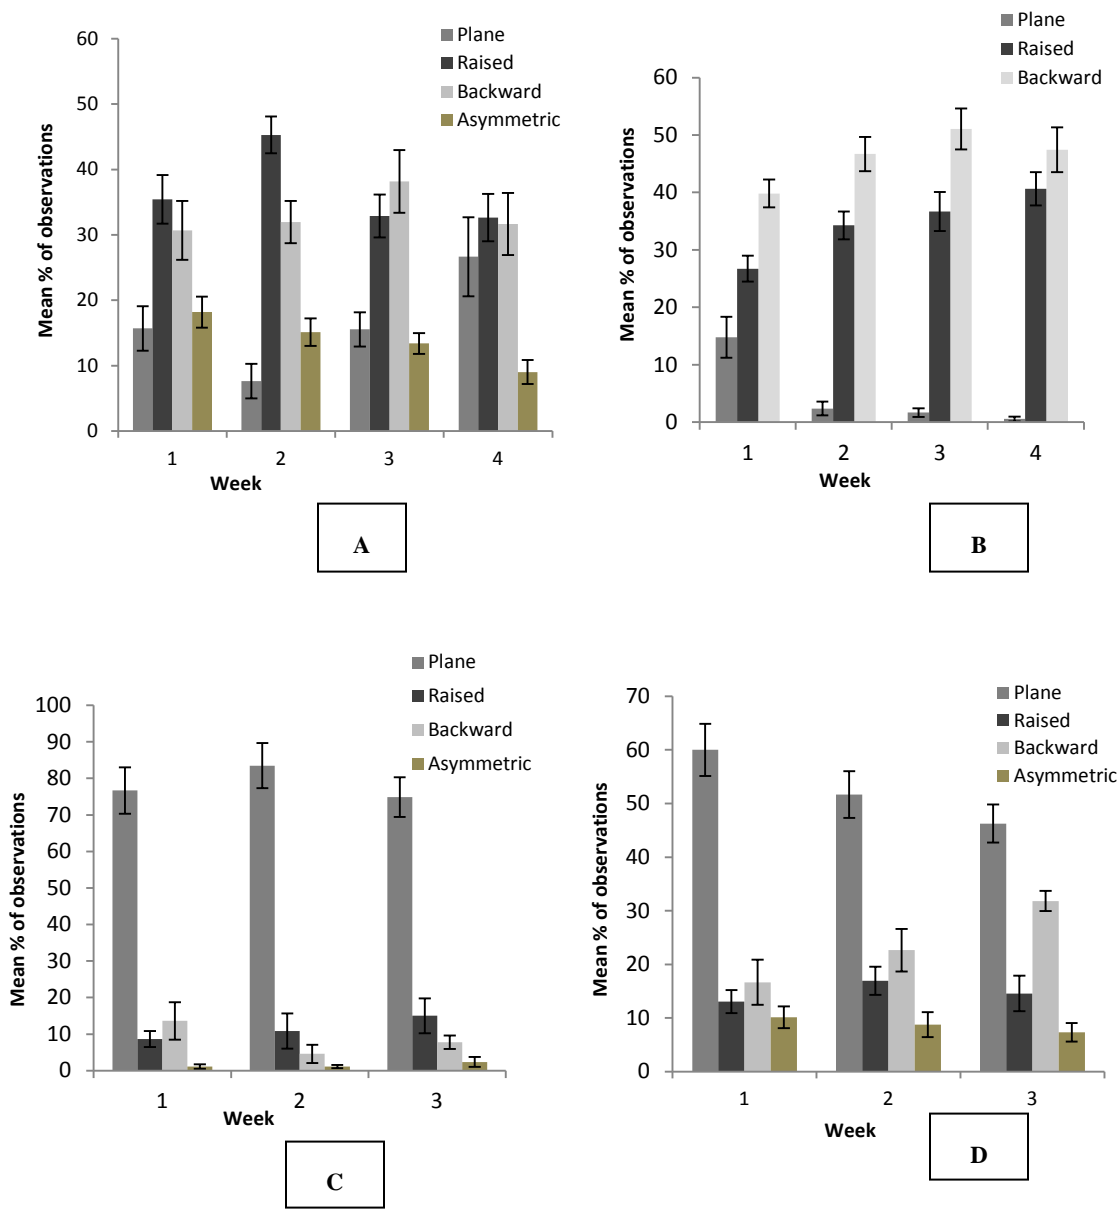 Plane
Raised
Backward
Asymmetric
60
50
40
30
20
10
0
Mean % of observations
1 2 3 4
Week
A
Plane
Raised
Backward
60
50
40
30
20
10
0
Mean % of observations
1 2 3 4
Week
B
Plane
Raised
Backward
Asymmetric
100
90
80
70
60
50
40
30
20
10
0
Mean % of observations
1 2 3
Week
C
Plane
Raised
Backward
Asymmetric
70
60
50
40
30
20
10
0
Mean % of observations
1 2 3
Week
D